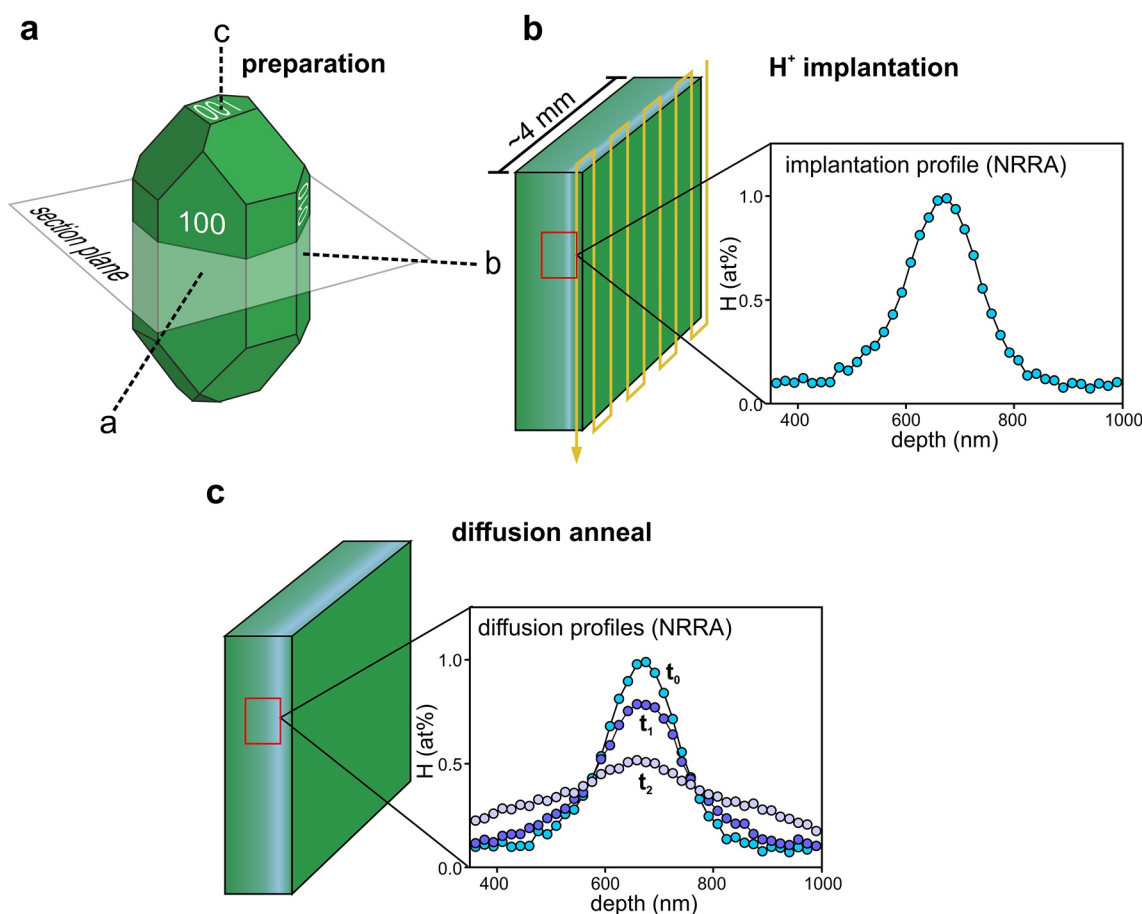 a
c
preparation
001
100
010
section plane
b
a
b
H⁺ implantation
~4 mm
implantation profile (NRRA)
H (at%)
1.0
0.5
0.0
400 600 800 1000
depth (nm)
c
diffusion anneal
diffusion profiles (NRRA)
H (at%)
1.0
0.5
0.0
t₀
t₁
t₂
400 600 800 1000
depth (nm)